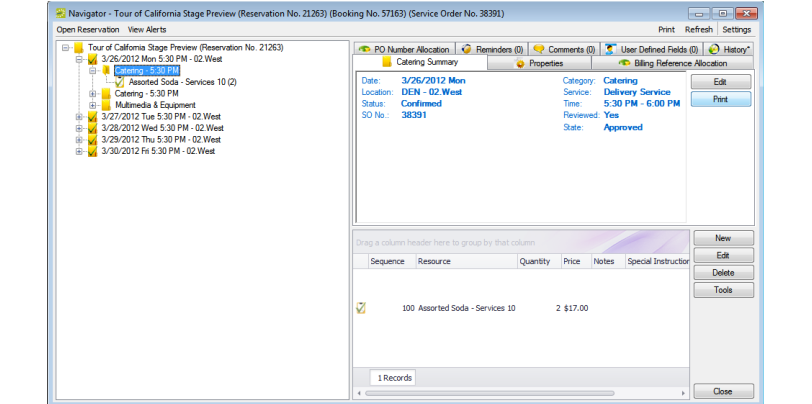 Navigator - Tour of California Stage Preview (Reservation No. 21263) (Booking No. 57163) (Service Order No. 38391)
Open Reservation View Alerts Print Refresh Settings
Tour of California Stage Preview (Reservation No. 21263)
3/26/2012 Mon 5:30 PM - 02.West
Catering - 5:30 PM
Assorted Soda - Services 10 (2)
Catering - 5:30 PM
Multimedia & Equipment
3/27/2012 Tue 5:30 PM - 02.West
3/28/2012 Wed 5:30 PM - 02.West
3/29/2012 Thu 5:30 PM - 02.West
3/30/2012 Fri 5:30 PM - 02.West
PO Number Allocation Reminders (0) Comments (0) User Defined Fields (0) History*
Catering Summary Properties Billing Reference Allocation
Date: 3/26/2012 Mon Category: Catering
Location: DEN - 02.West Service: Delivery Service
Status: Confirmed Time: 5:30 PM - 6:00 PM
SO No.: 38391 Reviewed: Yes
State: Approved
Edit
Print
Drag a column header here to group by that column
Sequence Resource Quantity Price Notes Special Instruction
100 Assorted Soda - Services 10 2 $17.00
1 Records
New
Edit
Delete
Tools
Close